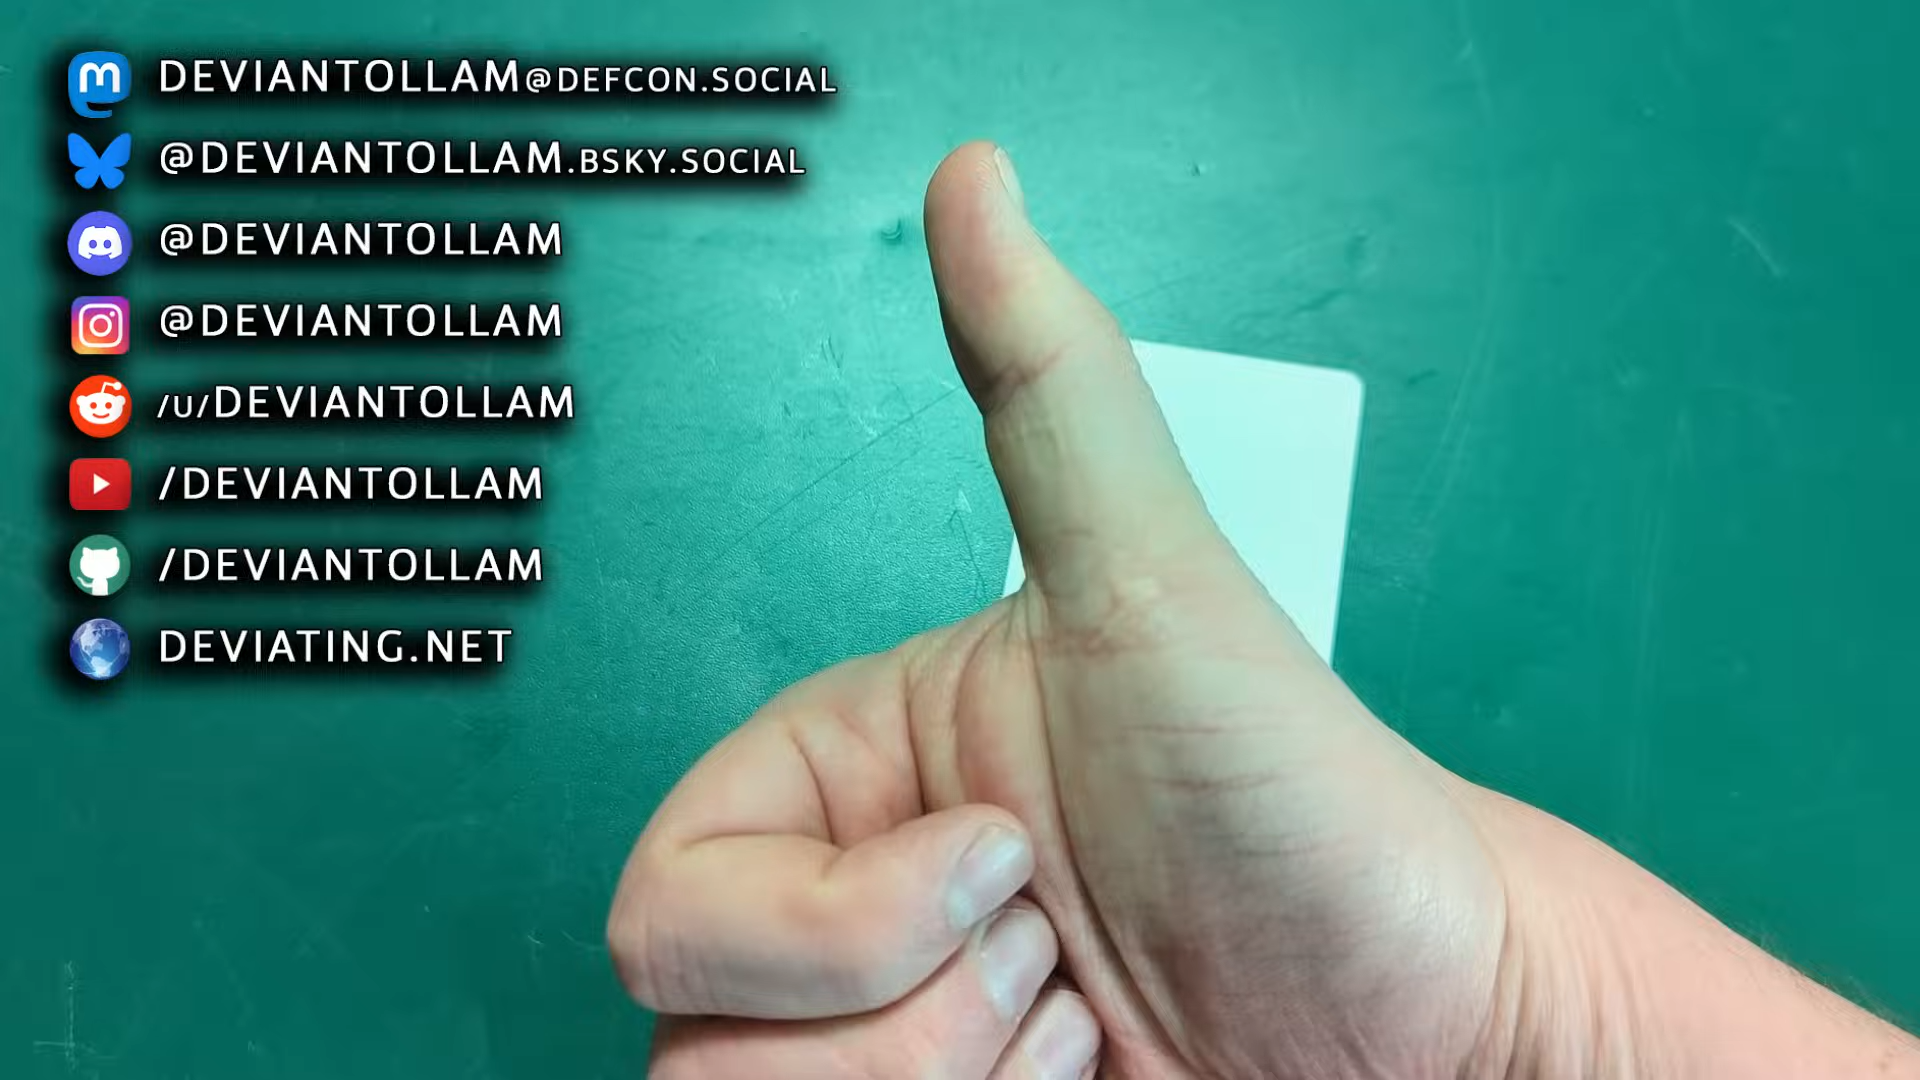 DEVIANTOLLAM@DEFCON.SOCIAL
@DEVIANTOLLAM.BSKY.SOCIAL
@DEVIANTOLLAM
@DEVIANTOLLAM
/U/DEVIANTOLLAM
/DEVIANTOLLAM
/DEVIANTOLLAM
DEVIATING.NET